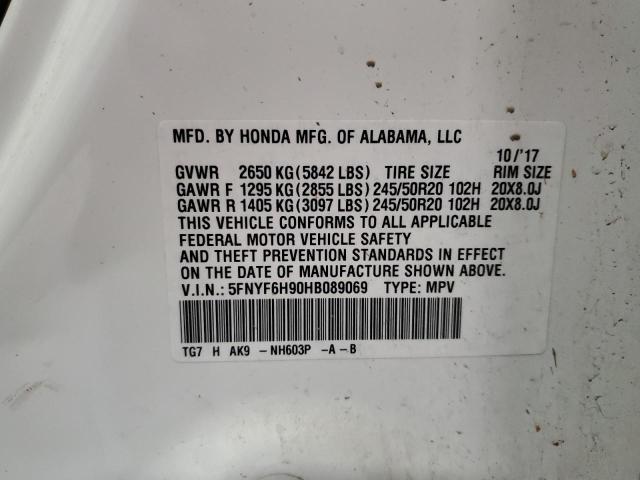 MFD. BY HONDA MFG. OF ALABAMA, LLC
10/'17
GVWR 2650 KG(5842 LBS) TIRE SIZE RIM SIZE
GAWR F 1295 KG(2855 LBS) 245/50R20 102H 20X8.0J
GAWR R 1405 KG(3097 LBS) 245/50R20 102H 20X8.0J
THIS VEHICLE CONFORMS TO ALL APPLICABLE
FEDERAL MOTOR VEHICLE SAFETY
AND THEFT PREVENTION STANDARDS IN EFFECT
ON THE DATE OF MANUFACTURE SHOWN ABOVE.
V.I.N.: 5FNYF6H90HB089069 TYPE: MPV
TG7 H AK9 -NH603P -A-B